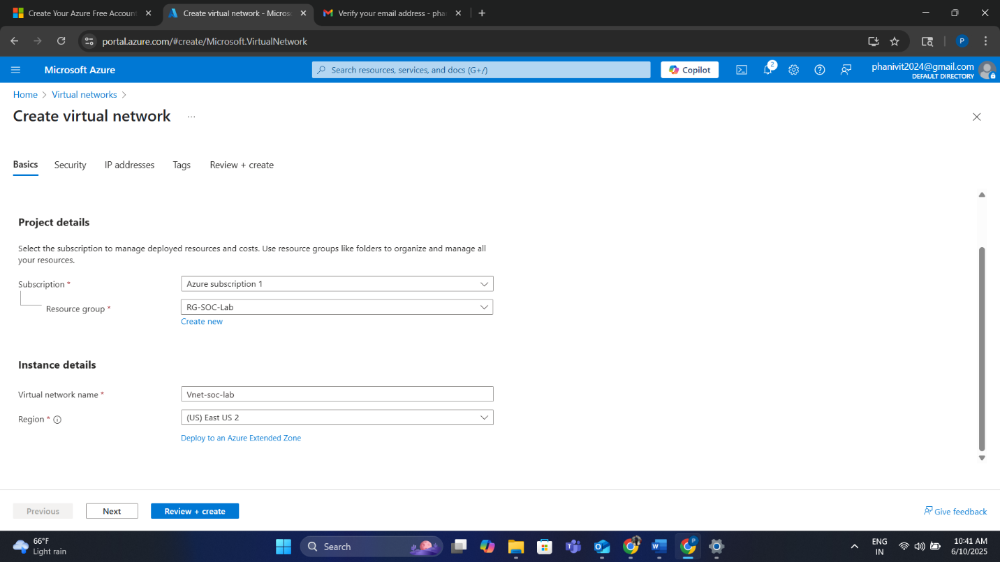 Create Your Azure Free Account
Create virtual network - Micros
Verify your email address - pha
portal.azure.com/#create/Microsoft.VirtualNetwork
Microsoft Azure
Search resources, services, and docs (G+/)
Copilot
2
phanivit2024@gmail.com
DEFAULT DIRECTORY
P
Home > Virtual networks >
Create virtual network ...
Basics Security IP addresses Tags Review + create
Project details
Select the subscription to manage deployed resources and costs. Use resource groups like folders to organize and manage all
your resources.
Subscription *
Azure subscription 1
Resource group *
RG-SOC-Lab
Create new
Instance details
Virtual network name *
Vnet-soc-lab
Region *
(US) East US 2
Deploy to an Azure Extended Zone
Previous
Next
Review + create
Give feedback
66°F
Light rain
Search
ENG
IN
10:41 AM
6/10/2025